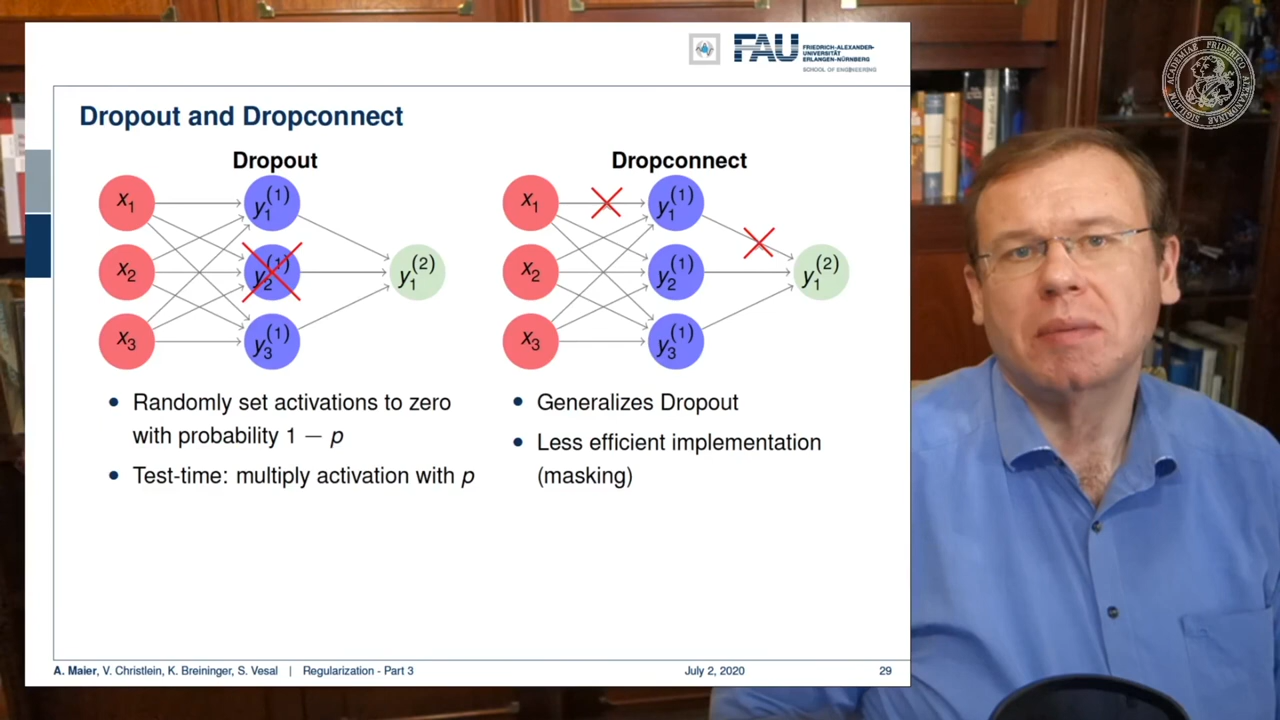 FAU
FRIEDRICH-ALEXANDER-
UNIVERSITÄT
ERLANGEN-NÜRNBERG
SCHOOL OF ENGINEERING
Dropout and Dropconnect
Dropout
Dropconnect
x1 y1(1)
x2 y2(1) y1(2)
x3 y3(1)
x1 y1(1)
x2 y2(1) y1(2)
x3 y3(1)
• Randomly set activations to zero
with probability 1 − p
• Test-time: multiply activation with p
• Generalizes Dropout
• Less efficient implementation
(masking)
A. Maier, V. Christlein, K. Breininger, S. Vesal | Regularization - Part 3
July 2, 2020
29